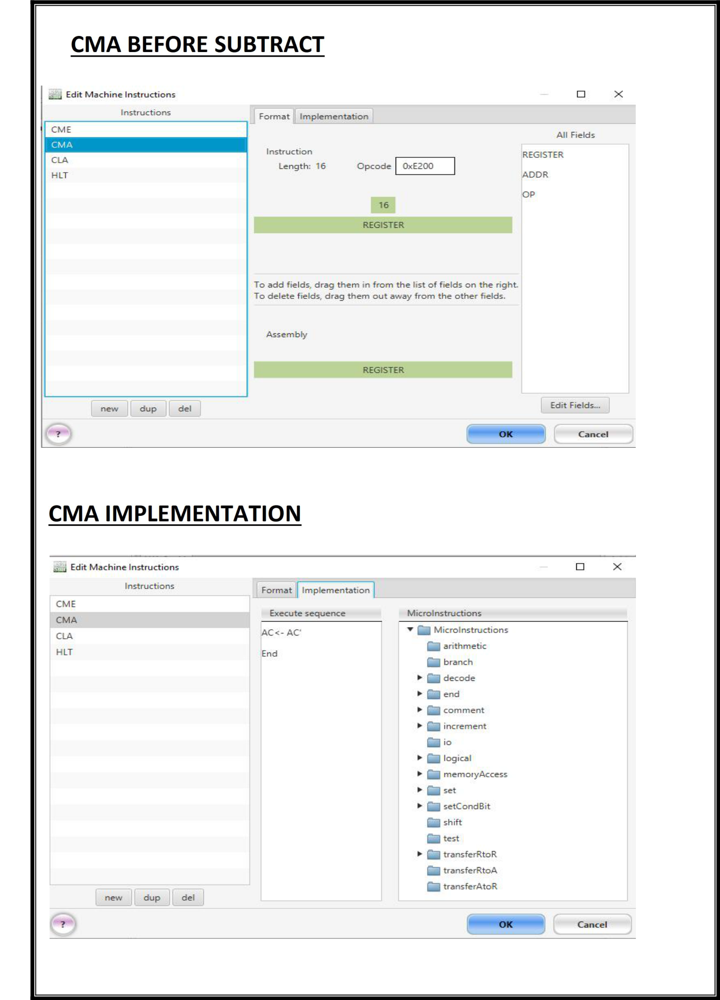 CMA BEFORE SUBTRACT
Edit Machine Instructions
Instructions
Format Implementation
CME
CMA
CLA
HLT
All Fields
Instruction
Length: 16 Opcode 0xE200
REGISTER
ADDR
OP
16
REGISTER
To add fields, drag them in from the list of fields on the right.
To delete fields, drag them out away from the other fields.
Assembly
REGISTER
new dup del
Edit Fields...
? OK Cancel
CMA IMPLEMENTATION
Edit Machine Instructions
Instructions
Format Implementation
CME
CMA
CLA
HLT
Execute sequence
AC<- AC'
End
MicroInstructions
MicroInstructions
arithmetic
branch
decode
end
comment
increment
io
logical
memoryAccess
set
setCondBit
shift
test
transferRtoR
transferRtoA
transferAtoR
new dup del
? OK Cancel